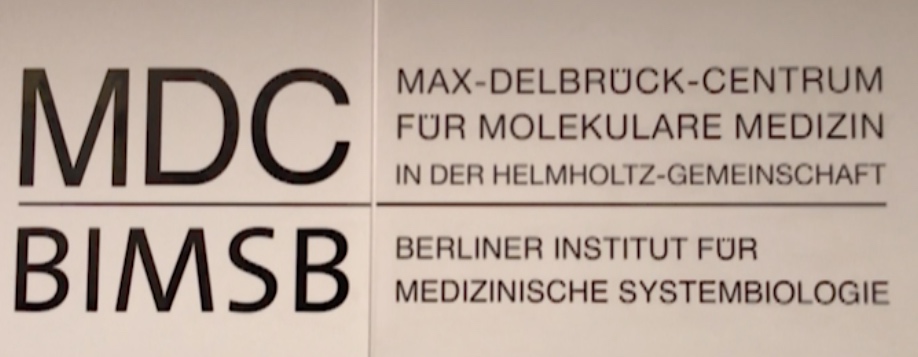 MDC
MAX-DELBRÜCK-CENTRUM
FÜR MOLEKULARE MEDIZIN
IN DER HELMHOLTZ-GEMEINSCHAFT
BIMSB
BERLINER INSTITUT FÜR
MEDIZINISCHE SYSTEMBIOLOGIE